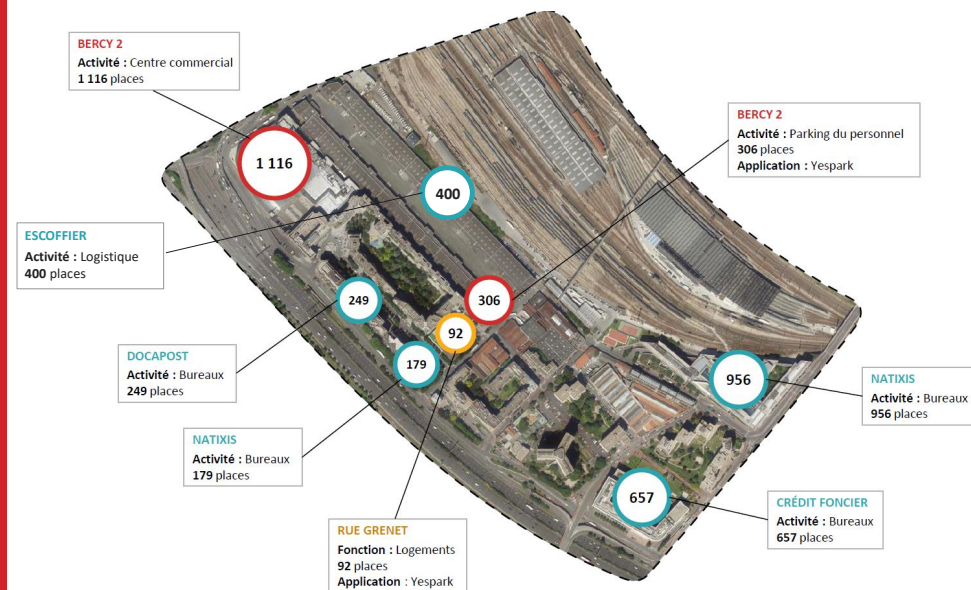 BERCY 2
Activité : Centre commercial
1 116 places
BERCY 2
Activité : Parking du personnel
306 places
Application : Yespark
1 116
400
ESCOFFIER
Activité : Logistique
400 places
249
306
92
179
DOCAPOST
Activité : Bureaux
249 places
956
NATIXIS
Activité : Bureaux
956 places
NATIXIS
Activité : Bureaux
179 places
657
CRÉDIT FONCIER
Activité : Bureaux
657 places
RUE GRENET
Fonction : Logements
92 places
Application : Yespark